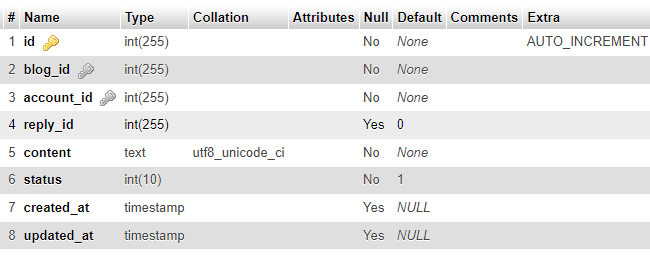 # Name Type Collation Attributes Null Default Comments Extra
1 id int(255) No None AUTO_INCREMENT
2 blog_id int(255) No None
3 account_id int(255) No None
4 reply_id int(255) Yes 0
5 content text utf8_unicode_ci No None
6 status int(10) No 1
7 created_at timestamp Yes NULL
8 updated_at timestamp Yes NULL